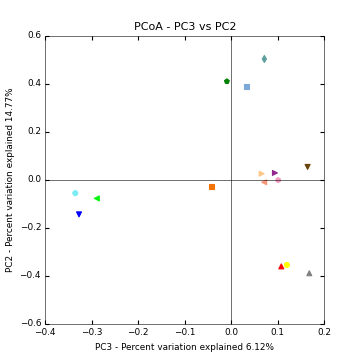 PCoA - PC3 vs PC2
PC2 - Percent variation explained 14.77%
0.6
0.4
0.2
0.0
−0.2
−0.4
−0.6
−0.4 −0.3 −0.2 −0.1 0.0 0.1 0.2
PC3 - Percent variation explained 6.12%